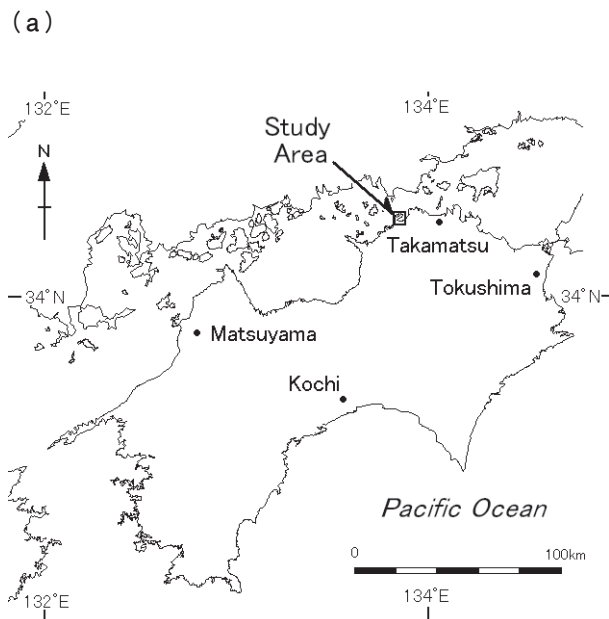 (a)
132°E
134°E
Study
Area
N
Takamatsu
Tokushima
34°N
34°N
Matsuyama
Kochi
Pacific Ocean
0
100km
132°E
134°E